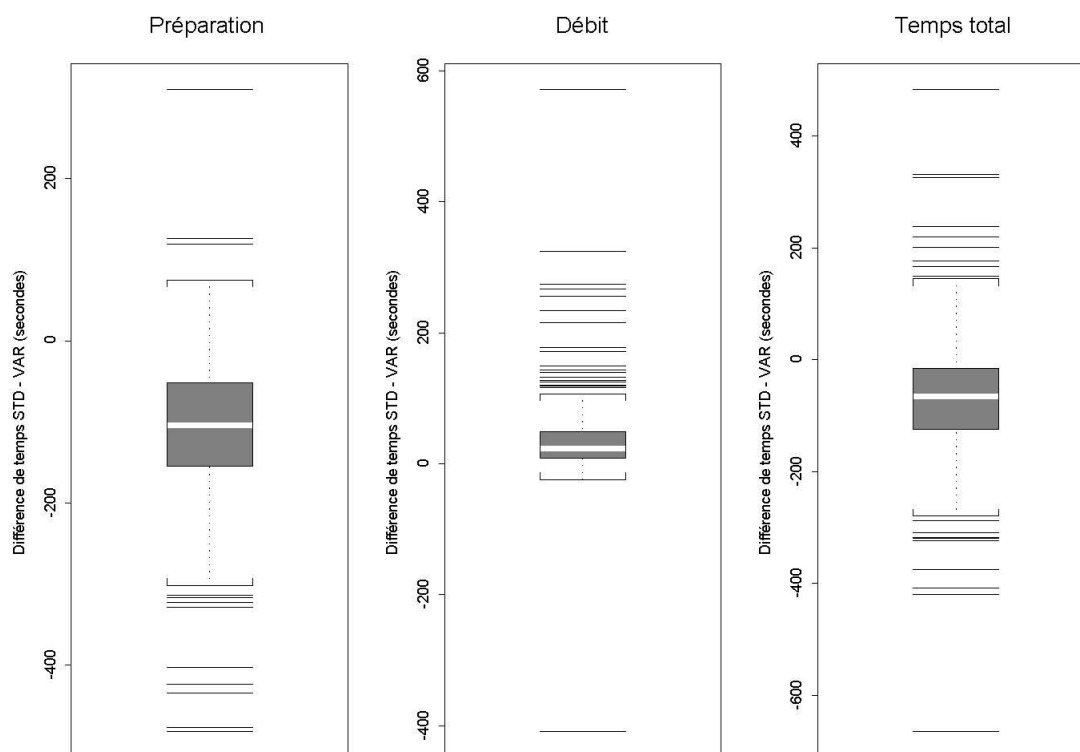 Préparation
Différence de temps STD - VAR (secondes)
200
0
-200
-400
Débit
Différence de temps STD - VAR (secondes)
600
400
200
0
-200
-400
Temps total
Différence de temps STD - VAR (secondes)
400
200
0
-200
-400
-600